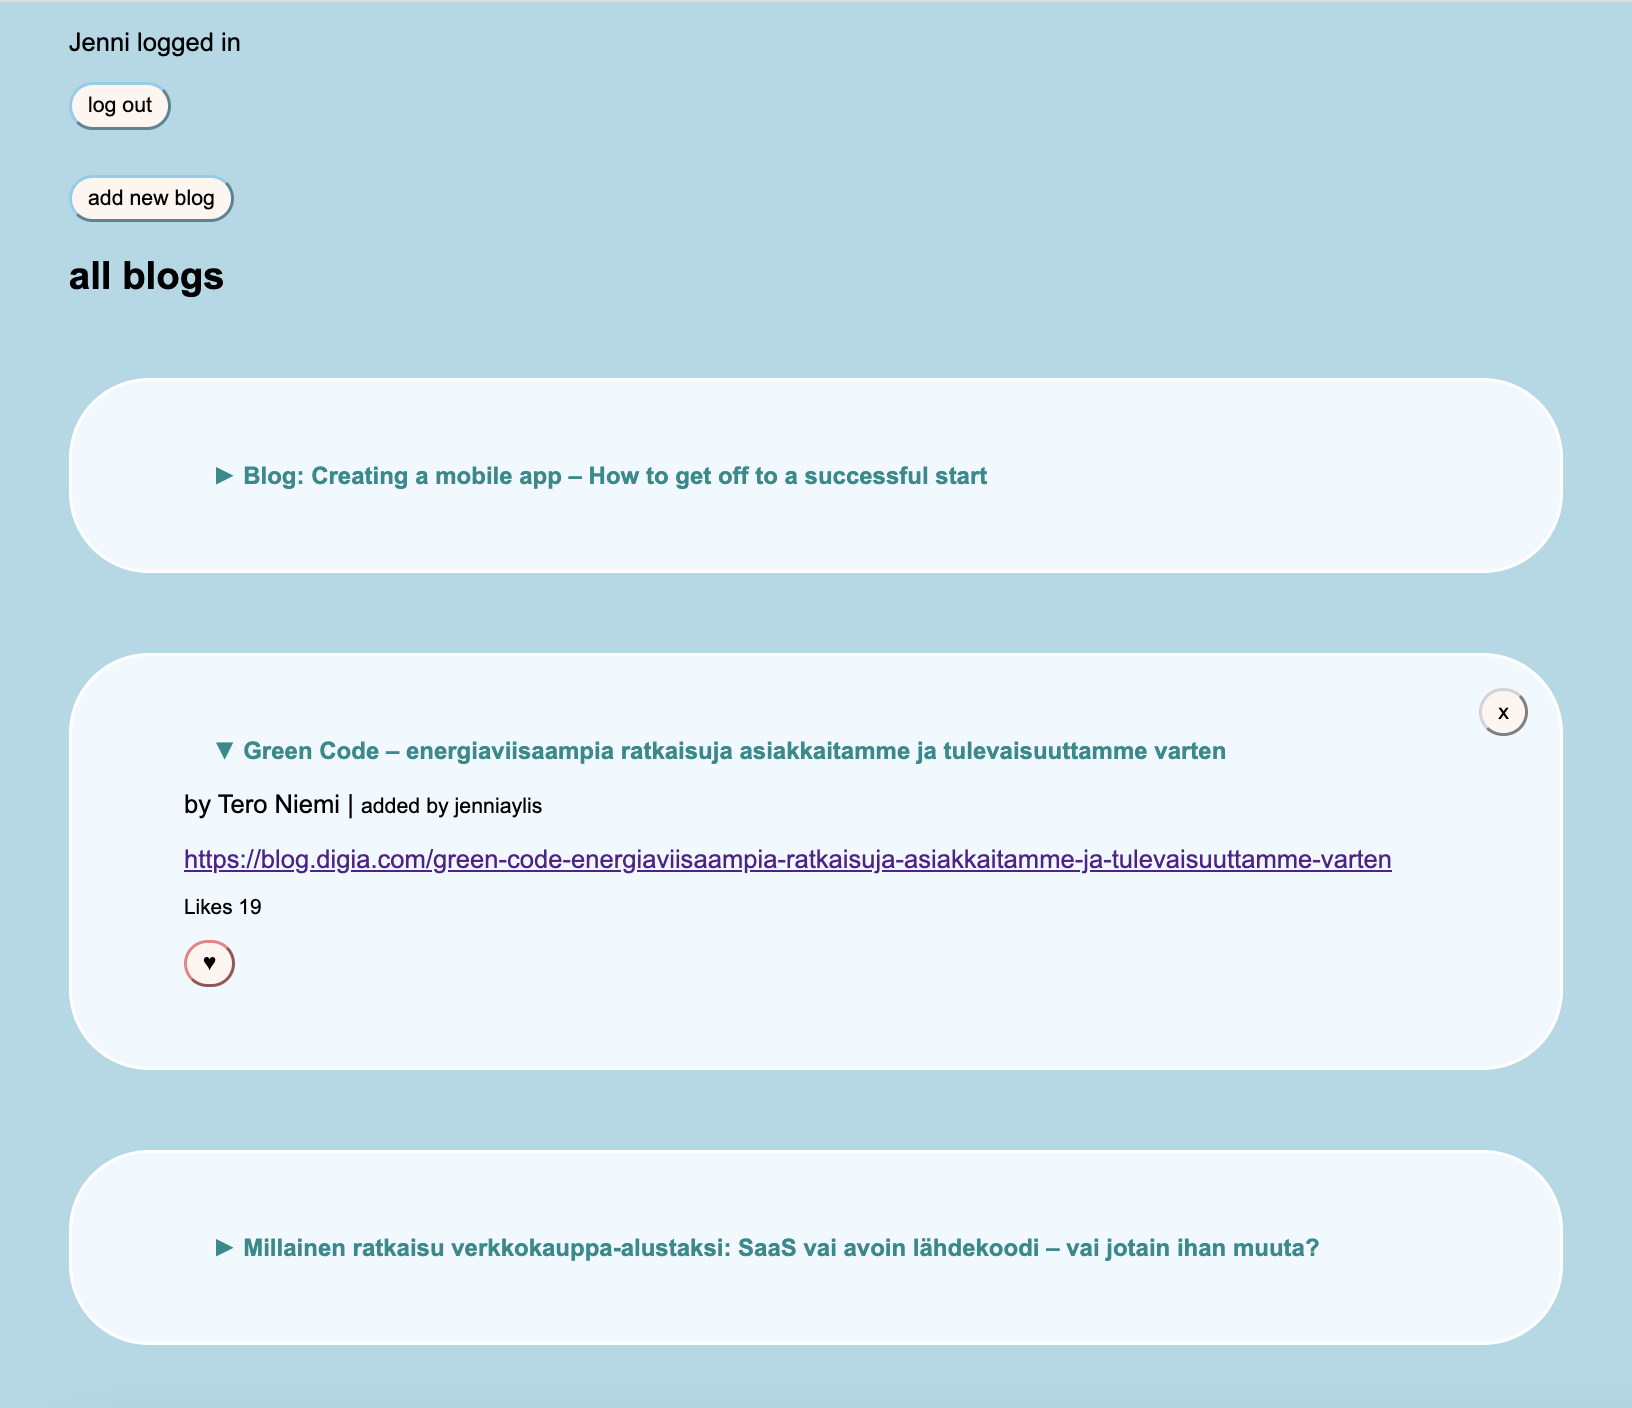 Jenni logged in
log out
add new blog
all blogs
▶ Blog: Creating a mobile app – How to get off to a successful start
x
▼ Green Code – energiaviisaampia ratkaisuja asiakkaitamme ja tulevaisuuttamme varten
by Tero Niemi | added by jenniaylis
https://blog.digia.com/green-code-energiaviisaampia-ratkaisuja-asiakkaitamme-ja-tulevaisuuttamme-varten
Likes 19
♥
▶ Millainen ratkaisu verkkokauppa-alustaksi: SaaS vai avoin lähdekoodi – vai jotain ihan muuta?